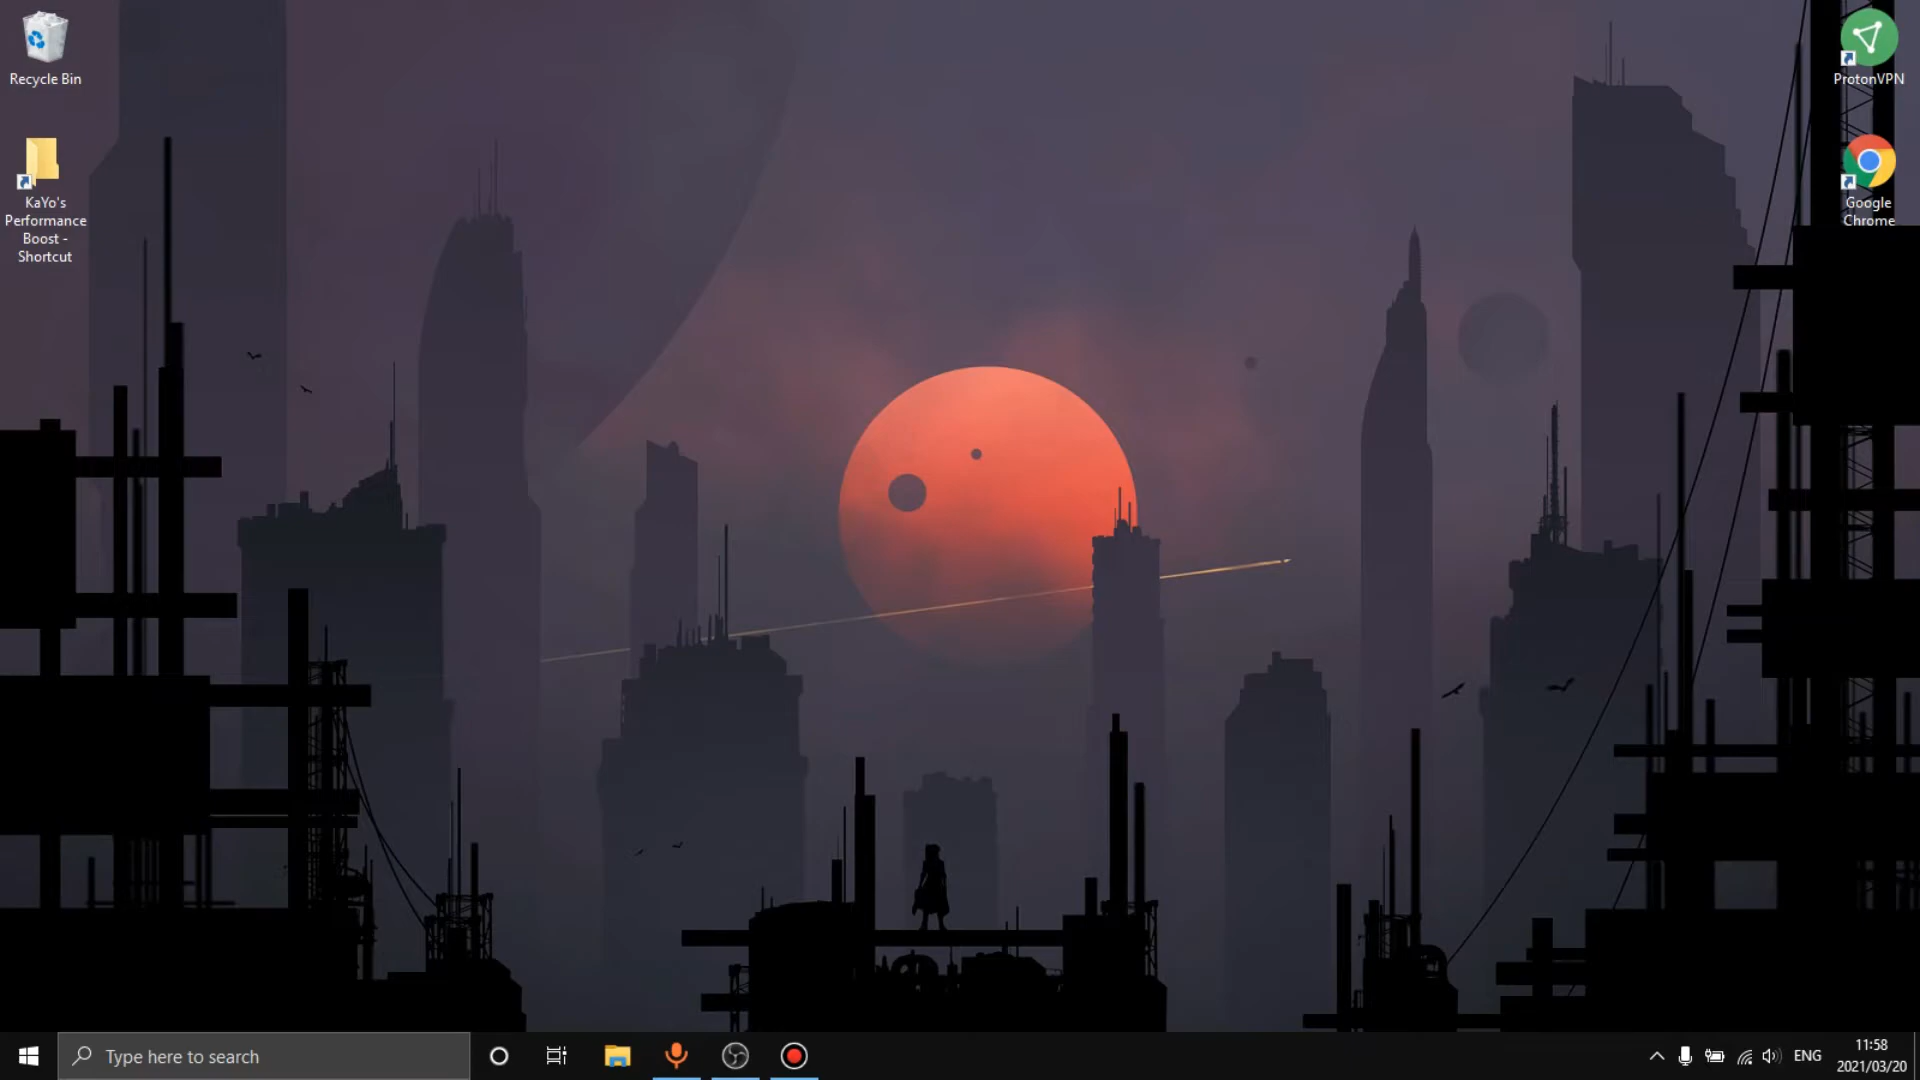 Recycle Bin
KaYo's
Performance
Boost -
Shortcut
ProtonVPN
Google
Chrome
Type here to search
ENG
11:58
2021/03/20